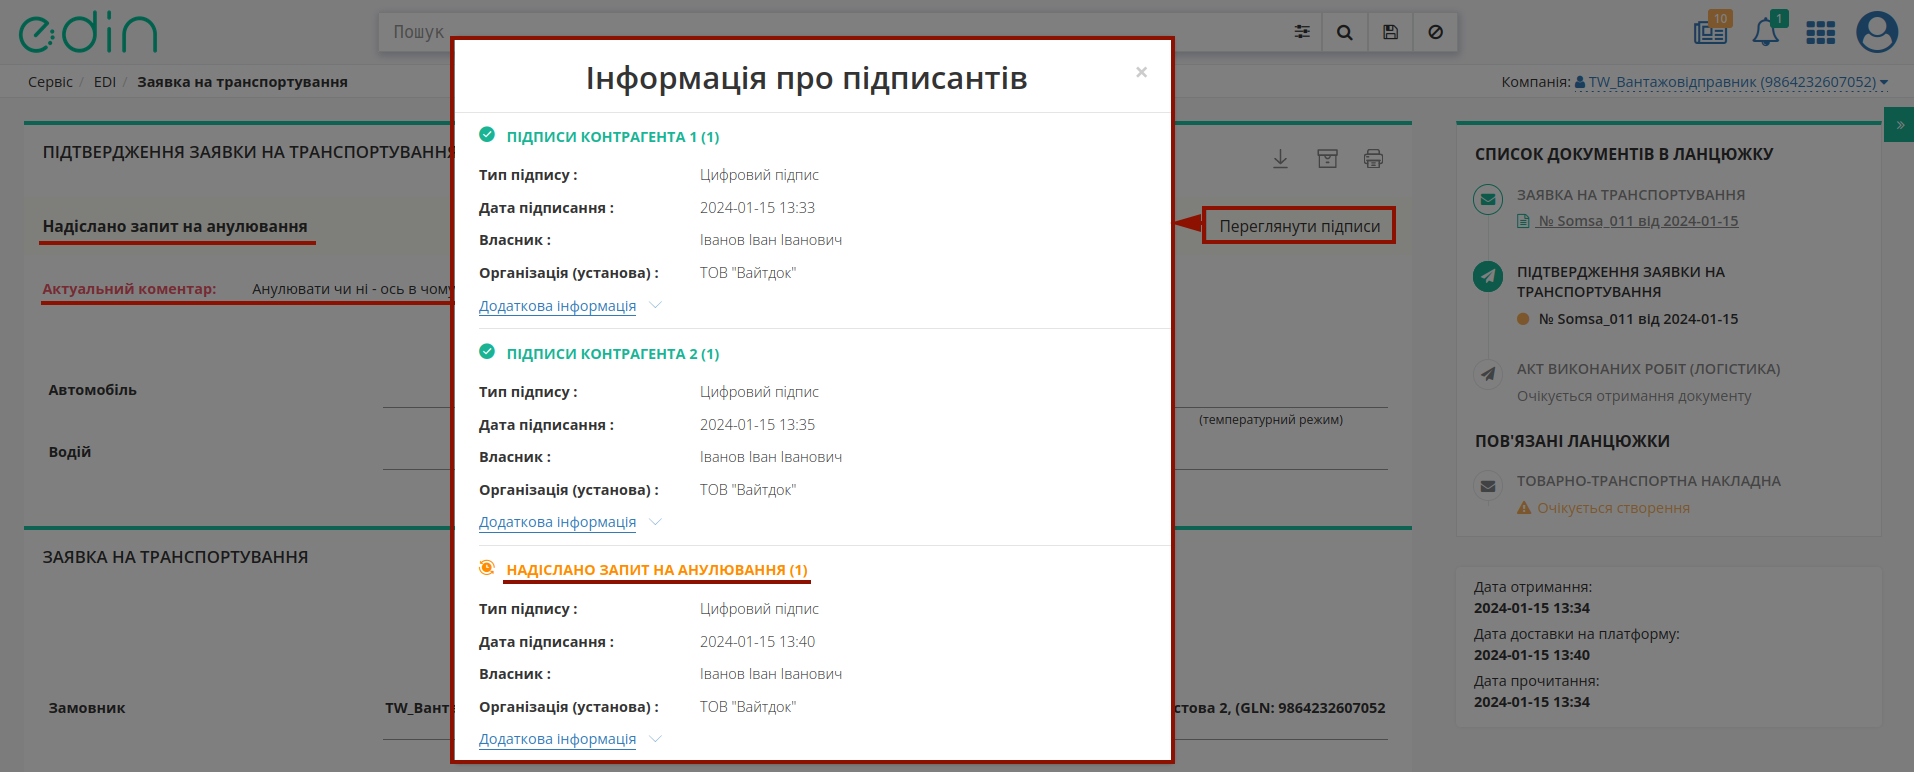 edin
Пошук
10
1
Сервіс / EDI / Заявка на транспортування
Компанія: TW_Вантажовідправник (9864232607052)
ПІДТВЕРДЖЕННЯ ЗАЯВКИ НА ТРАНСПОРТУВАННЯ
Надіслано запит на анулювання
Актуальний коментар: Анулювати чи ні - ось в чому
Автомобіль
(температурний режим)
Водій
ЗАЯВКА НА ТРАНСПОРТУВАННЯ
Замовник
TW_Вант
стова 2, (GLN: 9864232607052
Інформація про підписантів
×
ПІДПИСИ КОНТРАГЕНТА 1 (1)
Тип підпису : Цифровий підпис
Дата підписання : 2024-01-15 13:33
Власник : Іванов Іван Іванович
Організація (установа) : ТОВ "Вайтдок"
Додаткова інформація
ПІДПИСИ КОНТРАГЕНТА 2 (1)
Тип підпису : Цифровий підпис
Дата підписання : 2024-01-15 13:35
Власник : Іванов Іван Іванович
Організація (установа) : ТОВ "Вайтдок"
Додаткова інформація
НАДІСЛАНО ЗАПИТ НА АНУЛЮВАННЯ (1)
Тип підпису : Цифровий підпис
Дата підписання : 2024-01-15 13:40
Власник : Іванов Іван Іванович
Організація (установа) : ТОВ "Вайтдок"
Додаткова інформація
Переглянути підписи
»
СПИСОК ДОКУМЕНТІВ В ЛАНЦЮЖКУ
ЗАЯВКА НА ТРАНСПОРТУВАННЯ
№ Somsa_011 від 2024-01-15
ПІДТВЕРДЖЕННЯ ЗАЯВКИ НА
ТРАНСПОРТУВАННЯ
№ Somsa_011 від 2024-01-15
АКТ ВИКОНАНИХ РОБІТ (ЛОГІСТИКА)
Очікується отримання документу
ПОВ'ЯЗАНІ ЛАНЦЮЖКИ
ТОВАРНО-ТРАНСПОРТНА НАКЛАДНА
Очікується створення
Дата отримання:
2024-01-15 13:34
Дата доставки на платформу:
2024-01-15 13:40
Дата прочитання:
2024-01-15 13:34